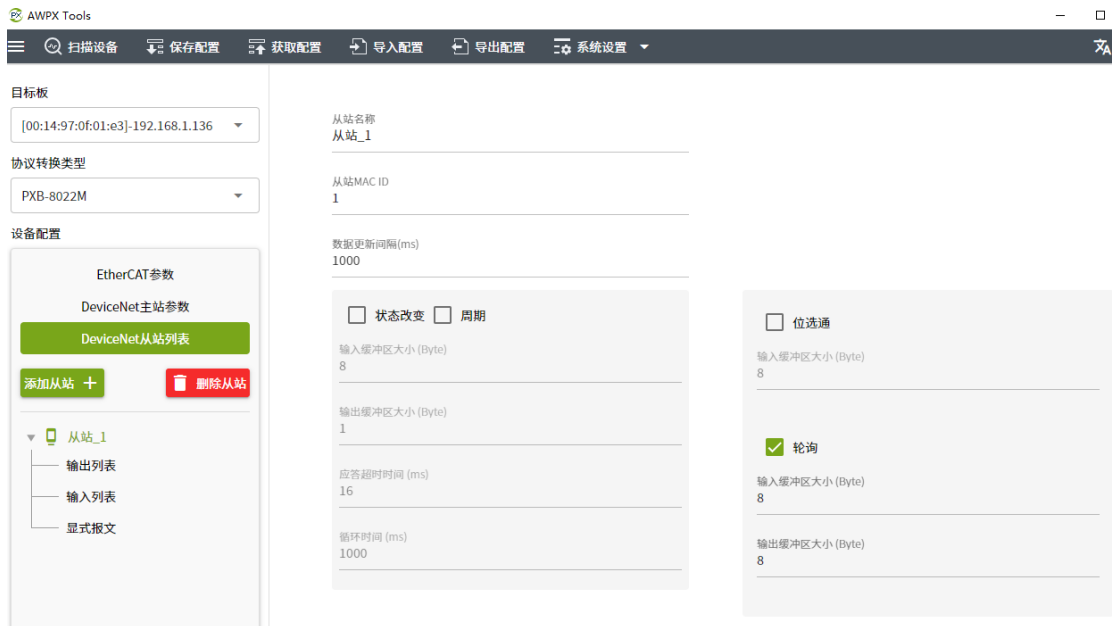 AWPX Tools
扫描设备 保存配置 获取配置 导入配置 导出配置 系统设置
目标板
[00:14:97:0f:01:e3]-192.168.1.136
协议转换类型
PXB-8022M
设备配置
EtherCAT参数
DeviceNet主站参数
DeviceNet从站列表
添加从站 删除从站
从站_1
输出列表
输入列表
显式报文
从站名称
从站_1
从站MAC ID
1
数据更新间隔(ms)
1000
状态改变 周期
输入缓冲区大小 (Byte)
8
输出缓冲区大小 (Byte)
1
应答超时时间 (ms)
16
循环时间 (ms)
1000
位选通
输入缓冲区大小 (Byte)
8
轮询
输入缓冲区大小 (Byte)
8
输出缓冲区大小 (Byte)
8